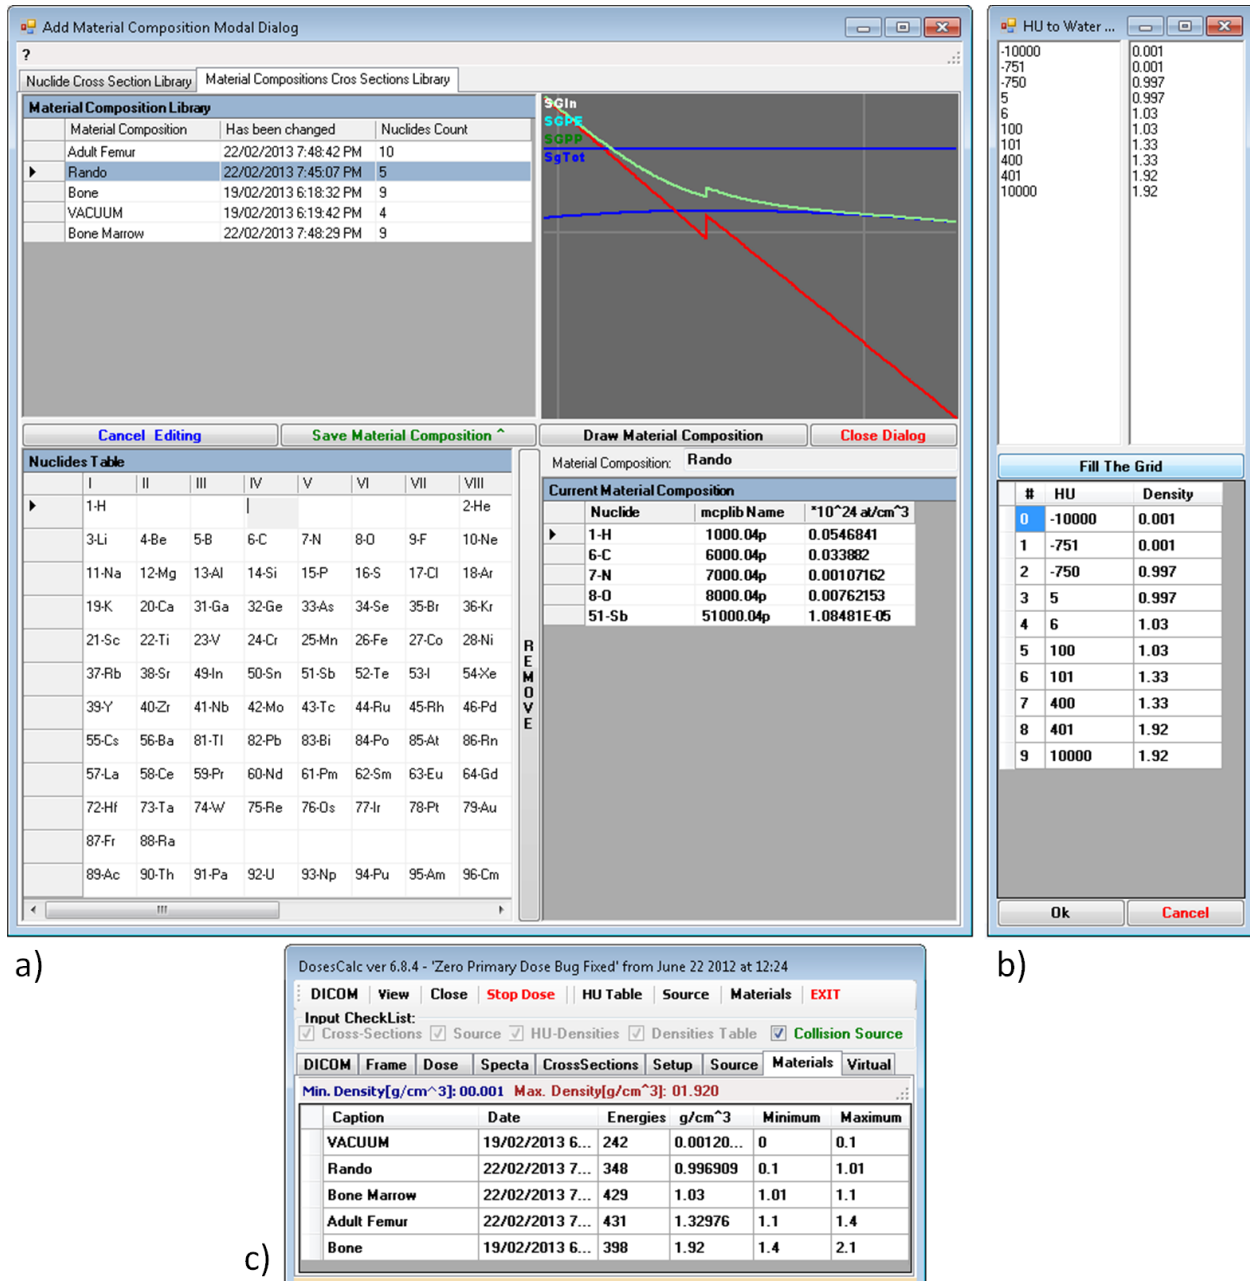 Add Material Composition Modal Dialog
?
Nuclide Cross Section Library Material Compositions Cros Sections Library
Material Composition Library
Material Composition Has been changed Nuclides Count
Adult Femur 22/02/2013 7:48:42 PM 10
Rando 22/02/2013 7:45:07 PM 5
Bone 19/02/2013 6:18:32 PM 9
VACUUM 19/02/2013 6:19:42 PM 4
Bone Marrow 22/02/2013 7:48:29 PM 9
SGIn
SGPE
SGPP
SgTot
Cancel Editing Save Material Composition ^ Draw Material Composition Close Dialog
Nuclides Table
I II III IV V VI VII VIII
1-H 2-He
3-Li 4-Be 5-B 6-C 7-N 8-O 9-F 10-Ne
11-Na 12-Mg 13-Al 14-Si 15-P 16-S 17-Cl 18-Ar
19-K 20-Ca 31-Ga 32-Ge 33-As 34-Se 35-Br 36-Kr
21-Sc 22-Ti 23-V 24-Cr 25-Mn 26-Fe 27-Co 28-Ni
37-Rb 38-Sr 49-In 50-Sn 51-Sb 52-Te 53-I 54-Xe
39-Y 40-Zr 41-Nb 42-Mo 43-Tc 44-Ru 45-Rh 46-Pd
55-Cs 56-Ba 81-Tl 82-Pb 83-Bi 84-Po 85-At 86-Rn
57-La 58-Ce 59-Pr 60-Nd 61-Pm 62-Sm 63-Eu 64-Gd
72-Hf 73-Ta 74-W 75-Re 76-Os 77-Ir 78-Pt 79-Au
87-Fr 88-Ra
89-Ac 90-Th 91-Pa 92-U 93-Np 94-Pu 95-Am 96-Cm
REMOVE
Material Composition: Rando
Current Material Composition
Nuclide mcplib Name *10^24 at/cm^3
1-H 1000.04p 0.0546841
6-C 6000.04p 0.033882
7-N 7000.04p 0.00107162
8-O 8000.04p 0.00762153
51-Sb 51000.04p 1.08481E-05
a)
HU to Water ...
-10000 0.001
-751 0.001
-750 0.997
5 0.997
6 1.03
100 1.03
101 1.33
400 1.33
401 1.92
10000 1.92
Fill The Grid
# HU Density
0 -10000 0.001
1 -751 0.001
2 -750 0.997
3 5 0.997
4 6 1.03
5 100 1.03
6 101 1.33
7 400 1.33
8 401 1.92
9 10000 1.92
Ok Cancel
b)
DosesCalc ver 6.8.4 - 'Zero Primary Dose Bug Fixed' from June 22 2012 at 12:24
DICOM View Close Stop Dose HU Table Source Materials EXIT
Input CheckList:
Cross-Sections Source HU-Densities Densities Table Collision Source
DICOM Frame Dose Specta CrossSections Setup Source Materials Virtual
Min. Density[g/cm^3]: 00.001 Max. Density[g/cm^3]: 01.920
Caption Date Energies g/cm^3 Minimum Maximum
VACUUM 19/02/2013 6... 242 0.00120... 0 0.1
Rando 22/02/2013 7... 348 0.996909 0.1 1.01
Bone Marrow 22/02/2013 7... 429 1.03 1.01 1.1
Adult Femur 22/02/2013 7... 431 1.32976 1.1 1.4
Bone 19/02/2013 6... 398 1.92 1.4 2.1
c)